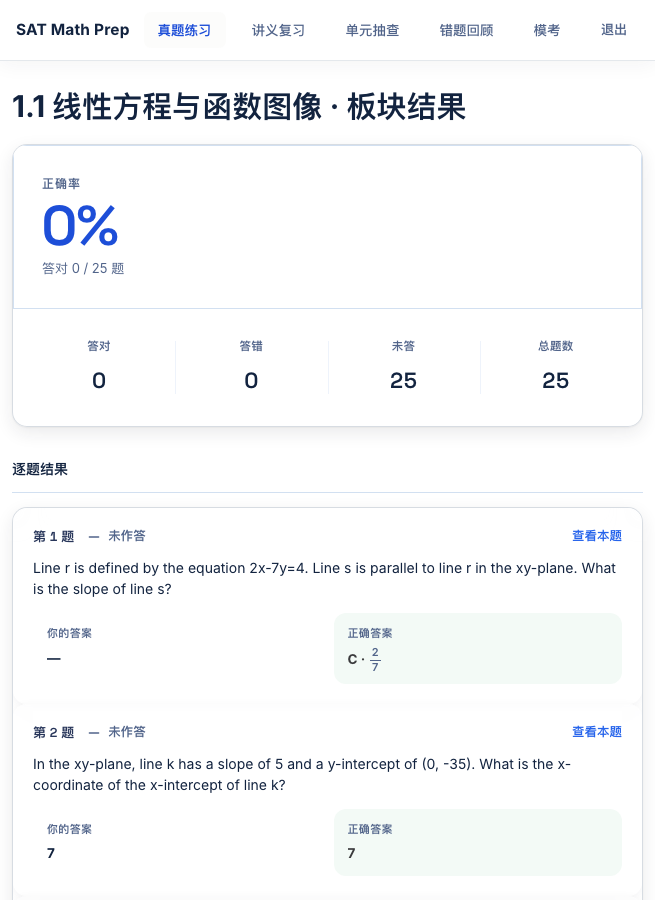 SAT Math Prep 真题练习 讲义复习 单元抽查 错题回顾 模考 退出
1.1 线性方程与函数图像 · 板块结果
正确率
0%
答对 0 / 25 题
答对 答错 未答 总题数
0 0 25 25
逐题结果
第 1 题 — 未作答 查看本题
Line r is defined by the equation 2x-7y=4. Line s is parallel to line r in the xy-plane. What
is the slope of line s?
你的答案 正确答案
— C · 2/7
第 2 题 — 未作答 查看本题
In the xy-plane, line k has a slope of 5 and a y-intercept of (0, -35). What is the x-
coordinate of the x-intercept of line k?
你的答案 正确答案
7 7